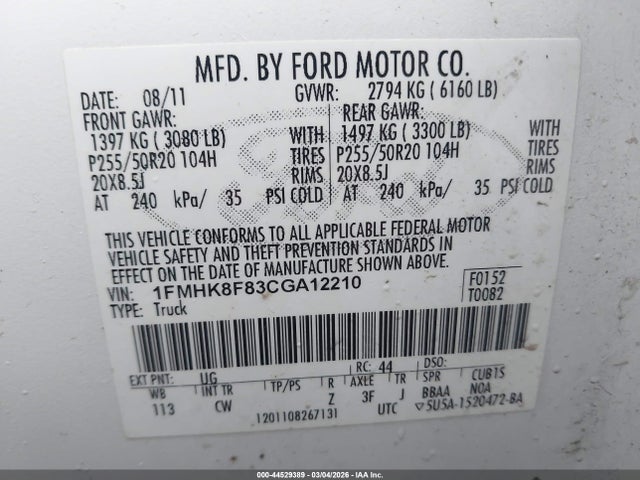 MFD. BY FORD MOTOR CO.
DATE: 08/11 GVWR: 2794 KG ( 6160 LB)
FRONT GAWR: REAR GAWR:
1397 KG ( 3080 LB) WITH 1497 KG ( 3300 LB) WITH
P255/50R20 104H TIRES P255/50R20 104H TIRES
20X8.5J RIMS 20X8.5J RIMS
AT 240 kPa/ 35 PSI COLD AT 240 kPa/ 35 PSI COLD
THIS VEHICLE CONFORMS TO ALL APPLICABLE FEDERAL MOTOR
VEHICLE SAFETY AND THEFT PREVENTION STANDARDS IN
EFFECT ON THE DATE OF MANUFACTURE SHOWN ABOVE.
VIN: 1FMHK8F83CGA12210 F0152
TYPE: Truck T0082
EXT PNT: UG RC: 44 DSO:
WB INT TR TP/PS R AXLE TR SPR CUB1S
113 CW Z 3F J BBAA NOA
1201108267131 UTC 5U5A-1520472-BA
000-44529389 - 03/04/2026 - IAA Inc.